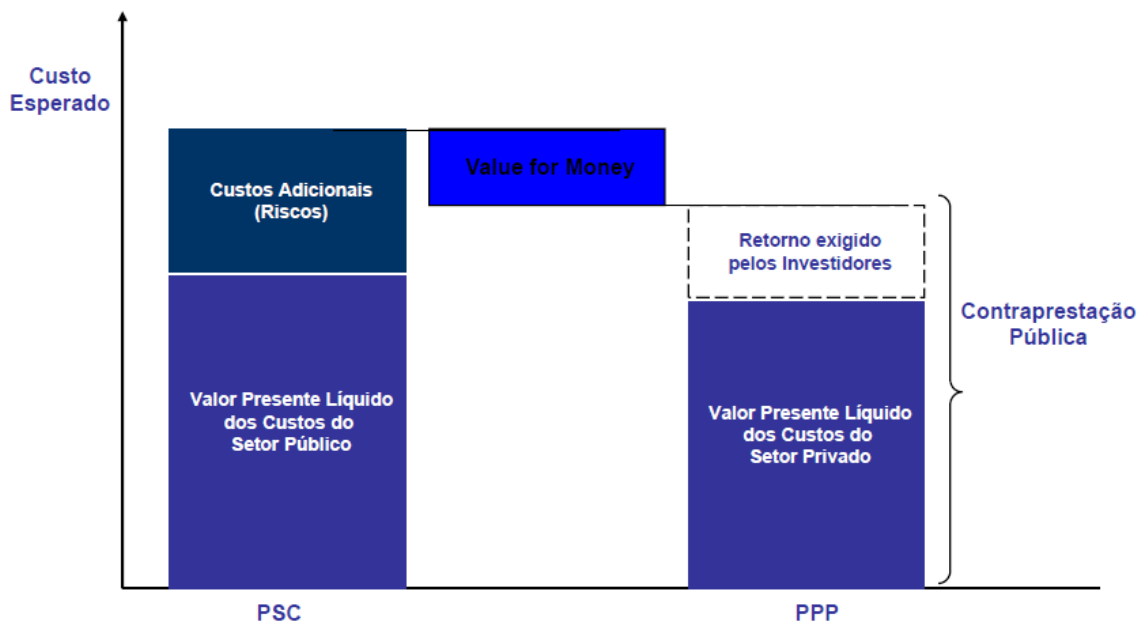 Custo
Esperado
Custos Adicionais
(Riscos)
Value for Money
Retorno exigido
pelos Investidores
Contraprestação
Pública
Valor Presente Líquido
dos Custos do
Setor Público
Valor Presente Líquido
dos Custos do
Setor Privado
PSC
PPP